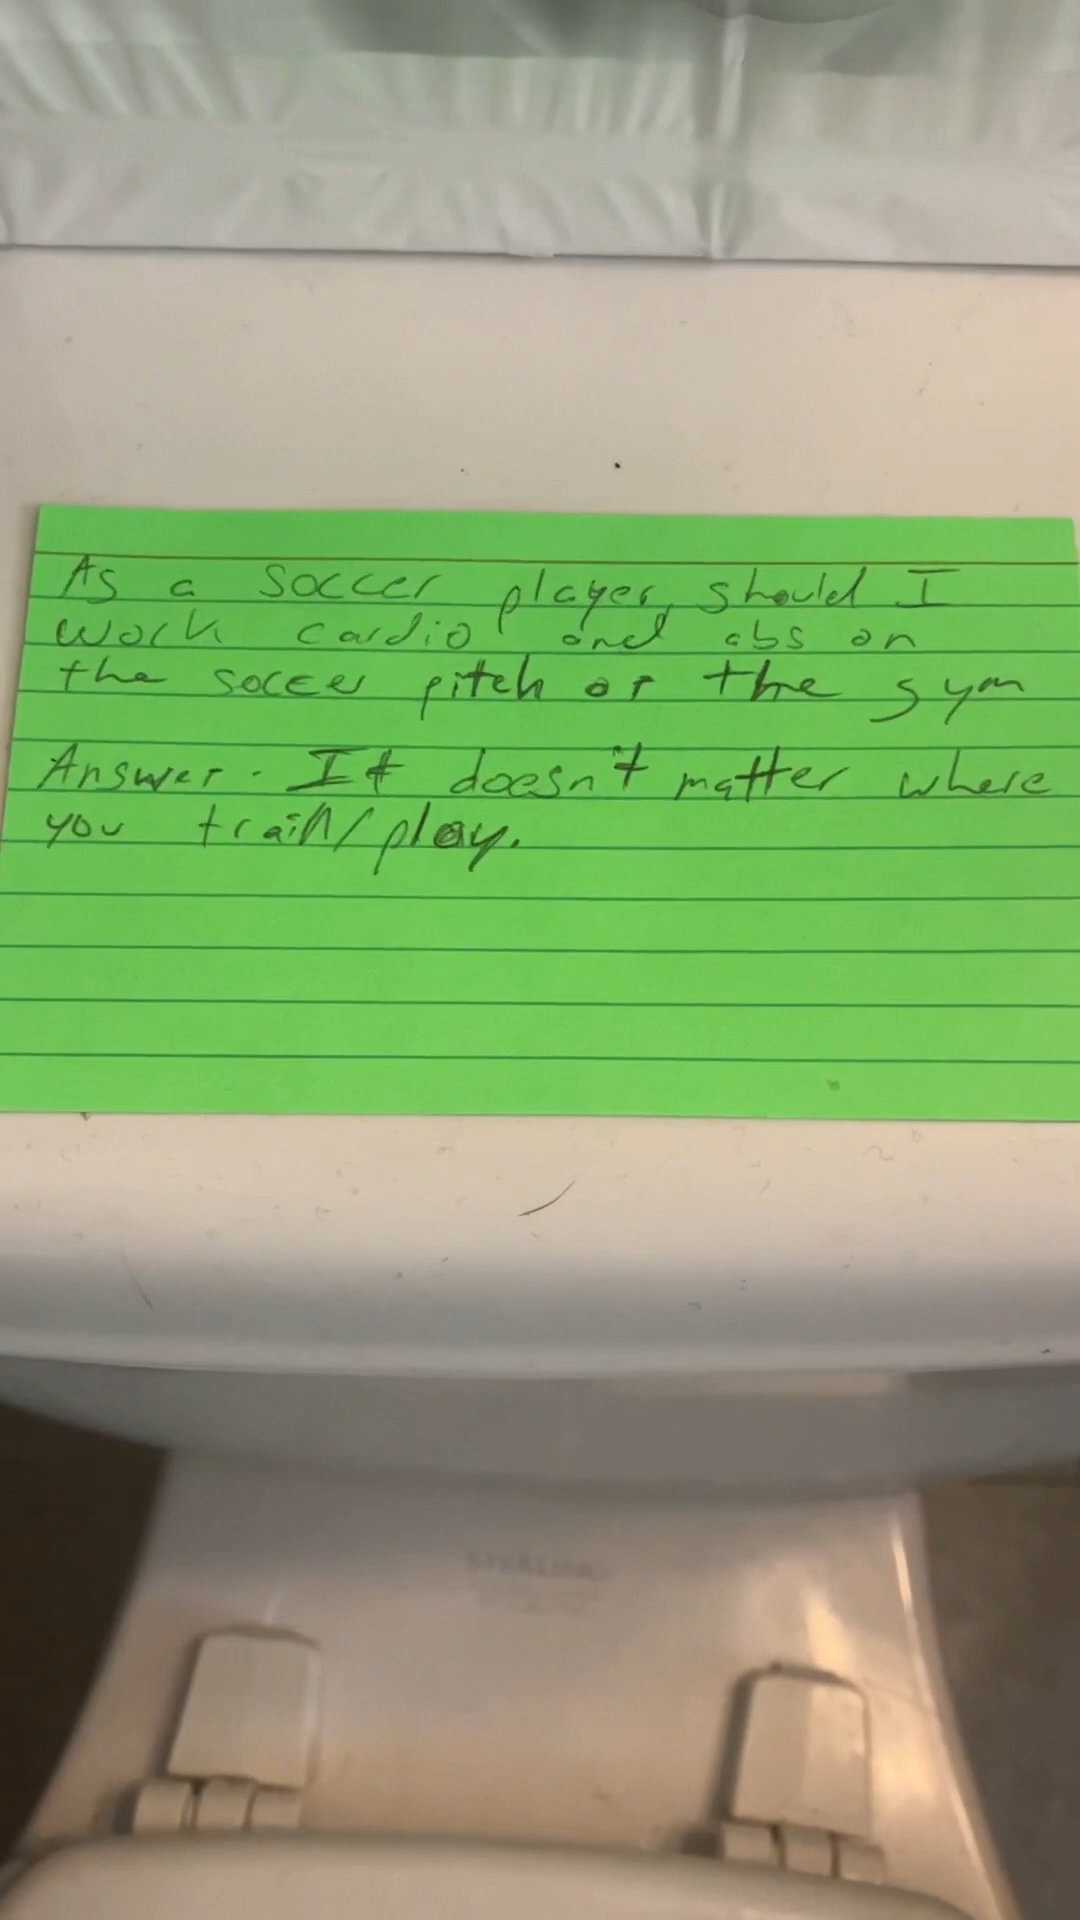 As a soccer player, should I
work cardio and abs on
the soccer pitch or the gym
Answer. It doesn't matter where
you train/play.
STERLING